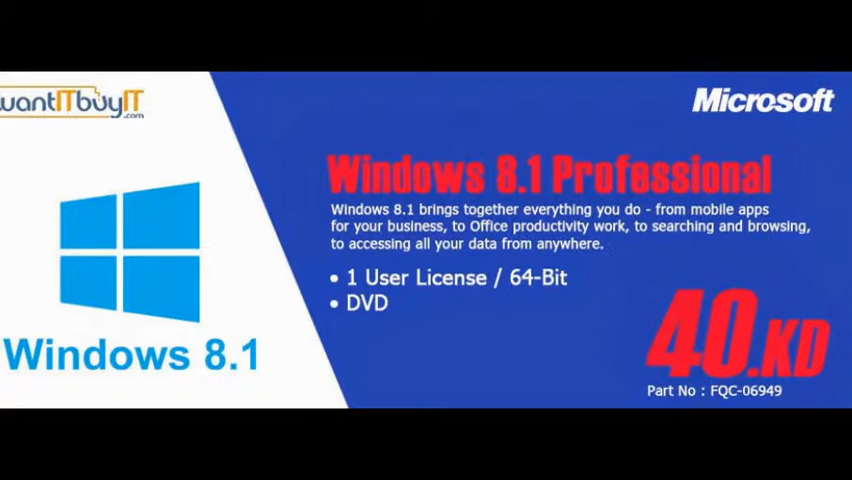 wantITbuyIT
.com
Microsoft
Windows 8.1 Professional
Windows 8.1 brings together everything you do - from mobile apps
for your business, to Office productivity work, to searching and browsing,
to accessing all your data from anywhere.
• 1 User License / 64-Bit
• DVD
Windows 8.1
40.KD
Part No : FQC-06949